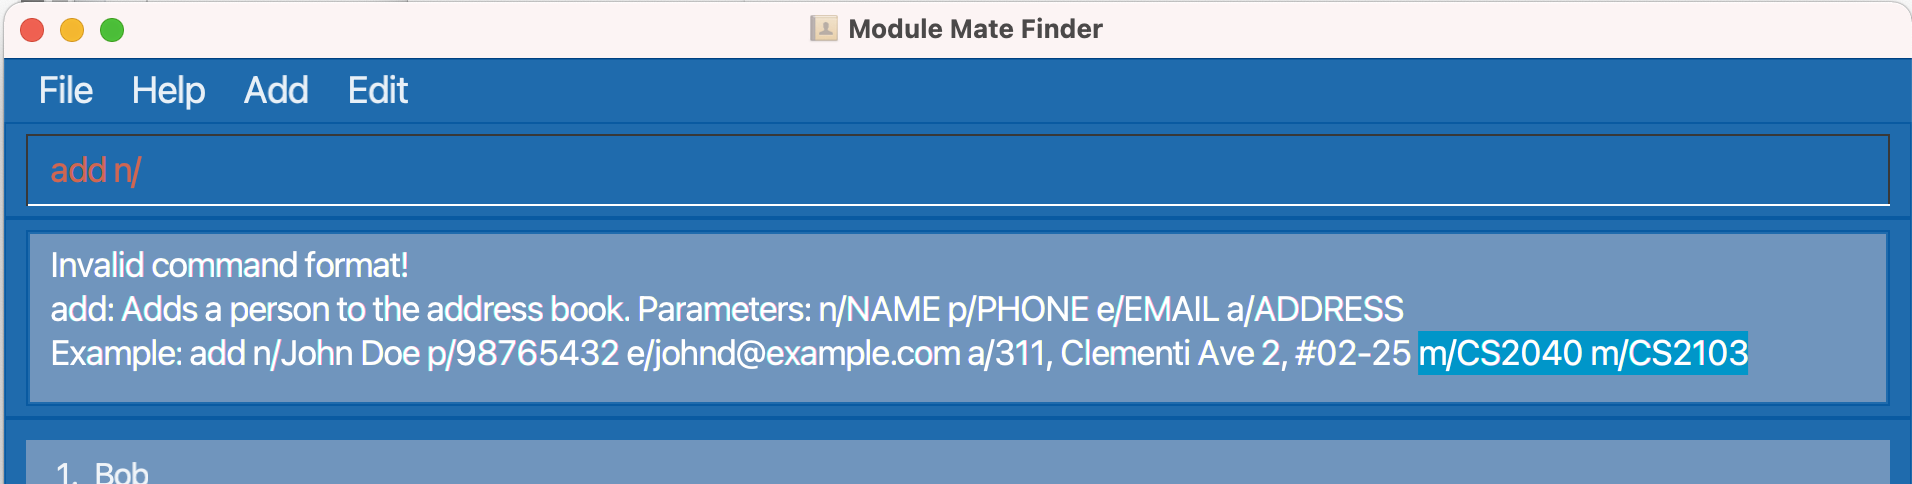 Module Mate Finder
File Help Add Edit
add n/
Invalid command format!
add: Adds a person to the address book. Parameters: n/NAME p/PHONE e/EMAIL a/ADDRESS
Example: add n/John Doe p/98765432 e/johnd@example.com a/311, Clementi Ave 2, #02-25 m/CS2040 m/CS2103
1. Bob